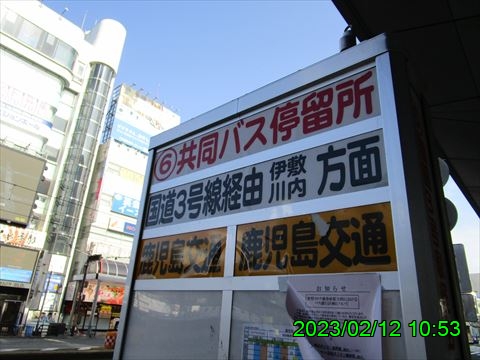 ⑥共同バス停留所
国道3号線経由 伊敷 川内 方面
鹿児島交通 鹿児島交通
お知らせ
2023/02/12 10:53